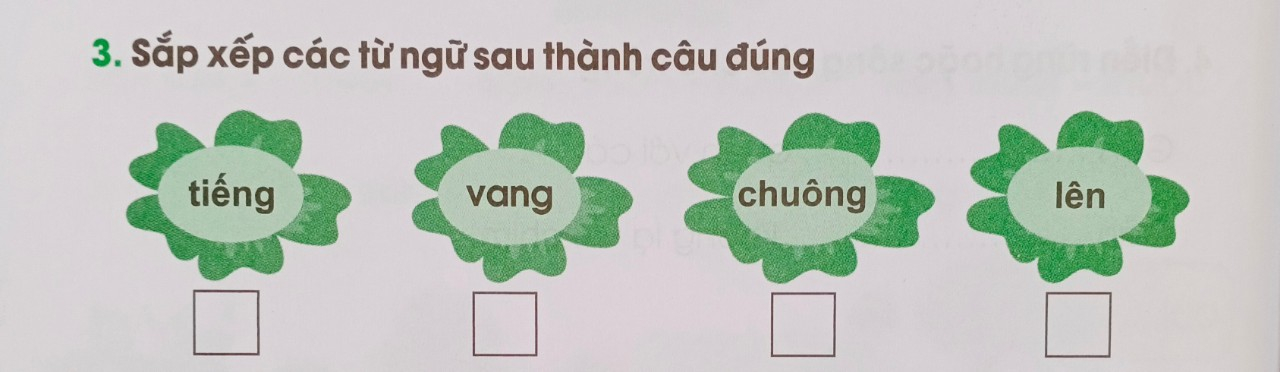 3. Sắp xếp các từ ngữ sau thành câu đúng
tiếng vang chuông lên